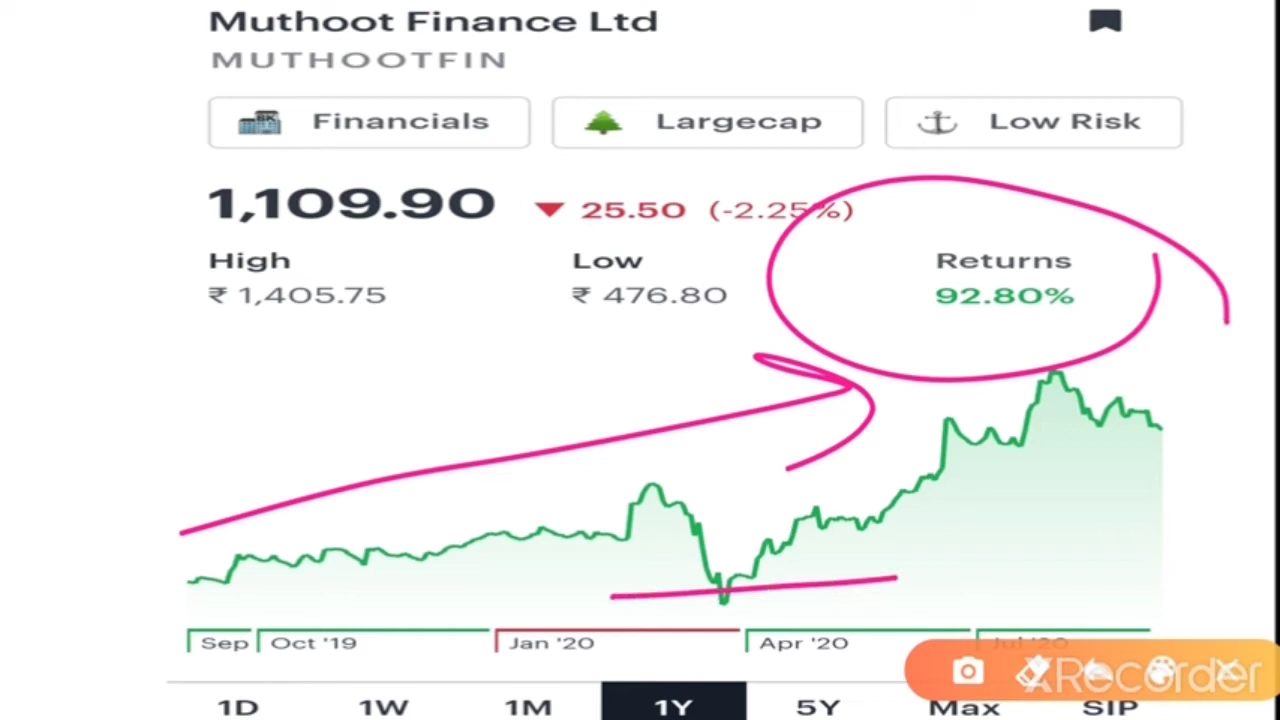 Muthoot Finance Ltd
MUTHOOTFIN
Financials Largecap Low Risk
1,109.90 ▼ 25.50 (-2.25%)
High Low Returns
₹ 1,405.75 ₹ 476.80 92.80%
Sep Oct '19 Jan '20 Apr '20 Jul '20
XRecorder
1D 1W 1M 1Y 5Y Max SIP